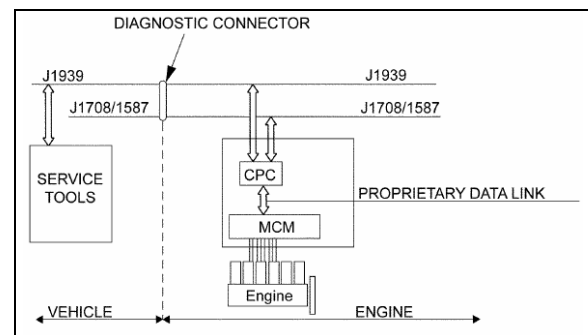 DIAGNOSTIC CONNECTOR
J1939
J1939
J1708/1587
J1708/1587
SERVICE
TOOLS
CPC
PROPRIETARY DATA LINK
MCM
Engine
VEHICLE
ENGINE